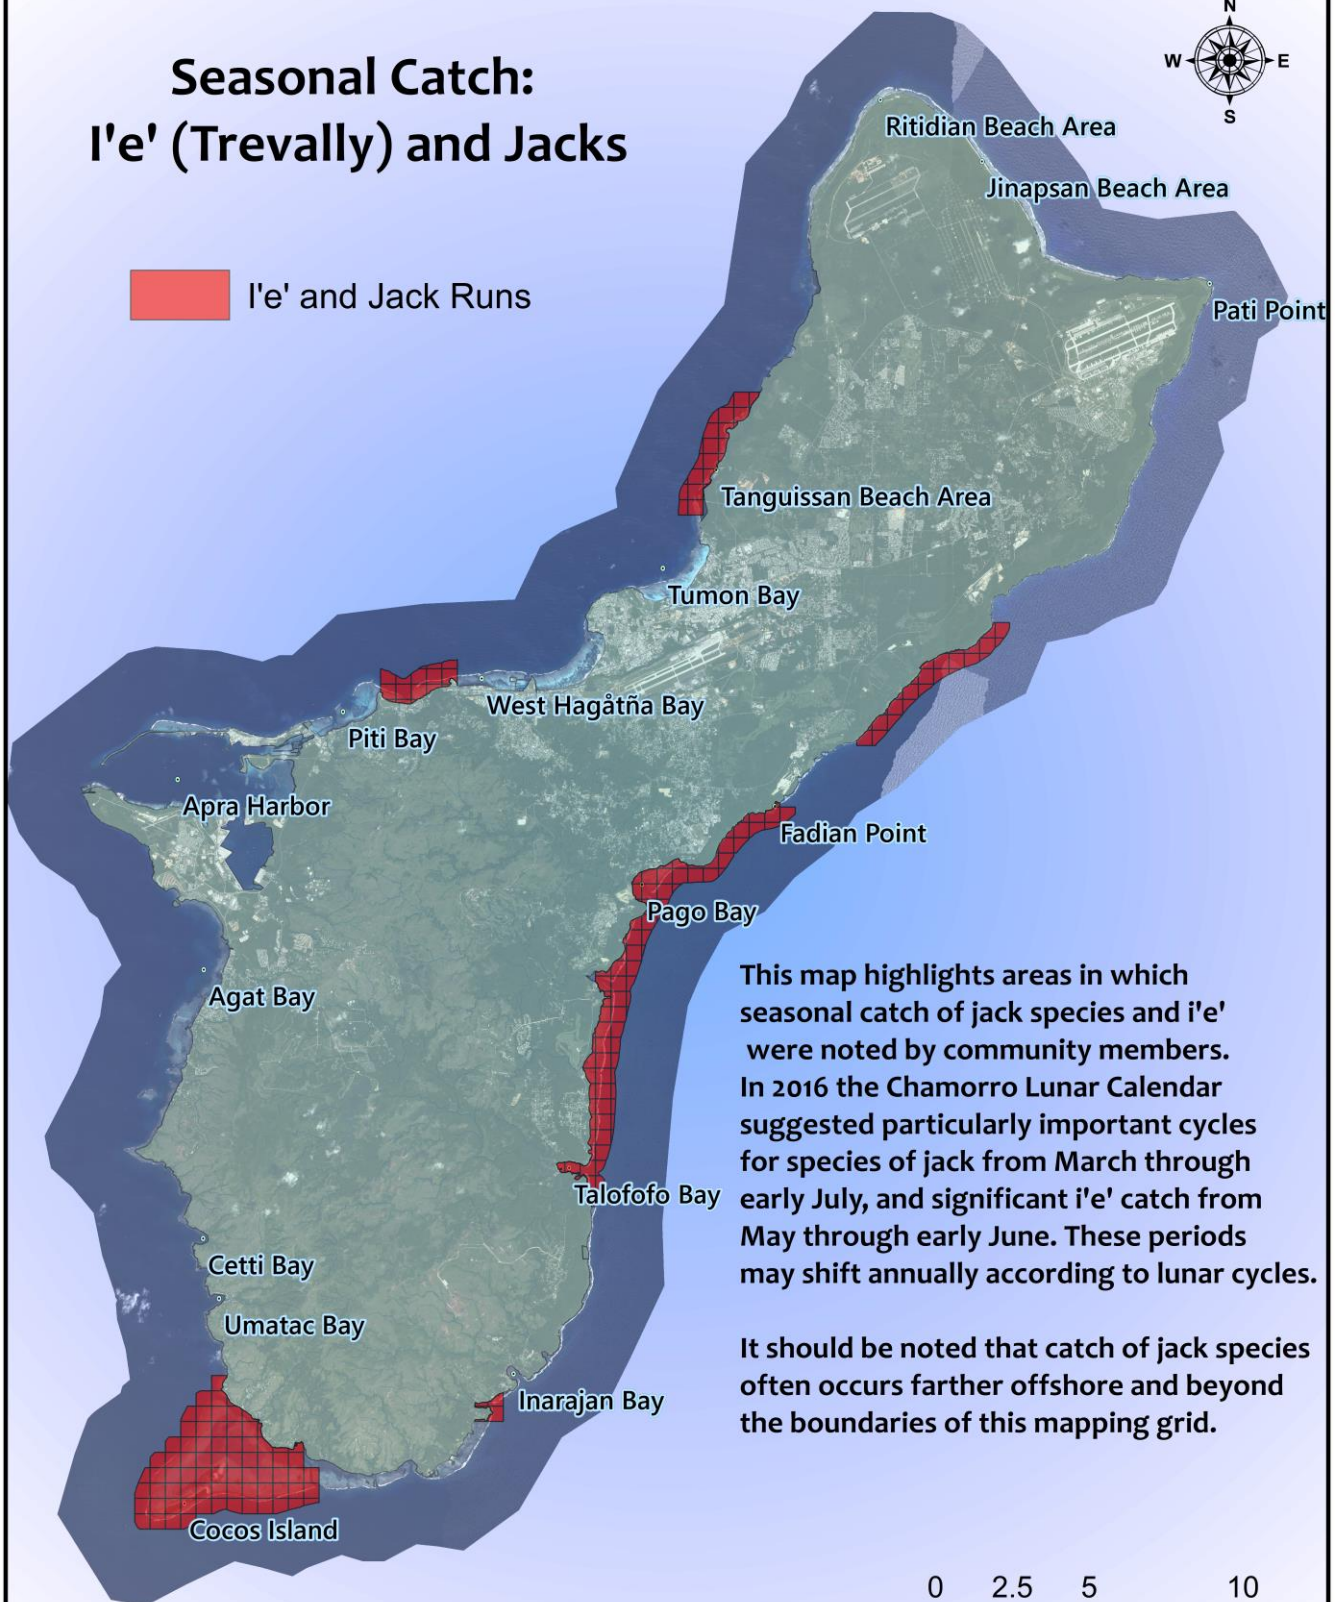 N
W E
S
Seasonal Catch:
I'e' (Trevally) and Jacks
I'e' and Jack Runs
Ritidian Beach Area
Jinapsan Beach Area
Pati Point
Tanguissan Beach Area
Tumon Bay
West Hagåtña Bay
Piti Bay
Apra Harbor
Fadian Point
Pago Bay
Agat Bay
Talofofo Bay
Cetti Bay
Umatac Bay
Inarajan Bay
Cocos Island
This map highlights areas in which
seasonal catch of jack species and i'e'
were noted by community members.
In 2016 the Chamorro Lunar Calendar
suggested particularly important cycles
for species of jack from March through
early July, and significant i'e' catch from
May through early June. These periods
may shift annually according to lunar cycles.
It should be noted that catch of jack species
often occurs farther offshore and beyond
the boundaries of this mapping grid.
0 2.5 5 10